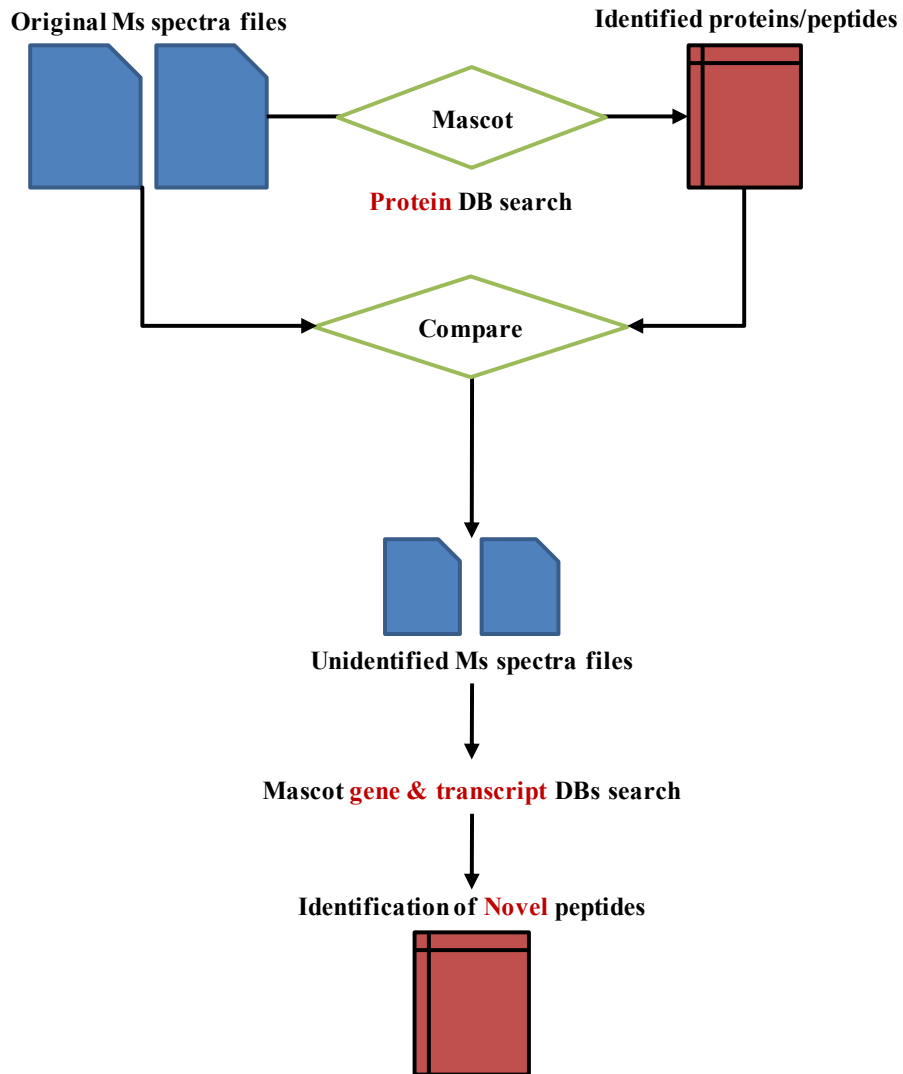 Original Ms spectra files
Identified proteins/peptides
Mascot
Protein DB search
Compare
Unidentified Ms spectra files
Mascot gene & transcript DBs search
Identification of Novel peptides